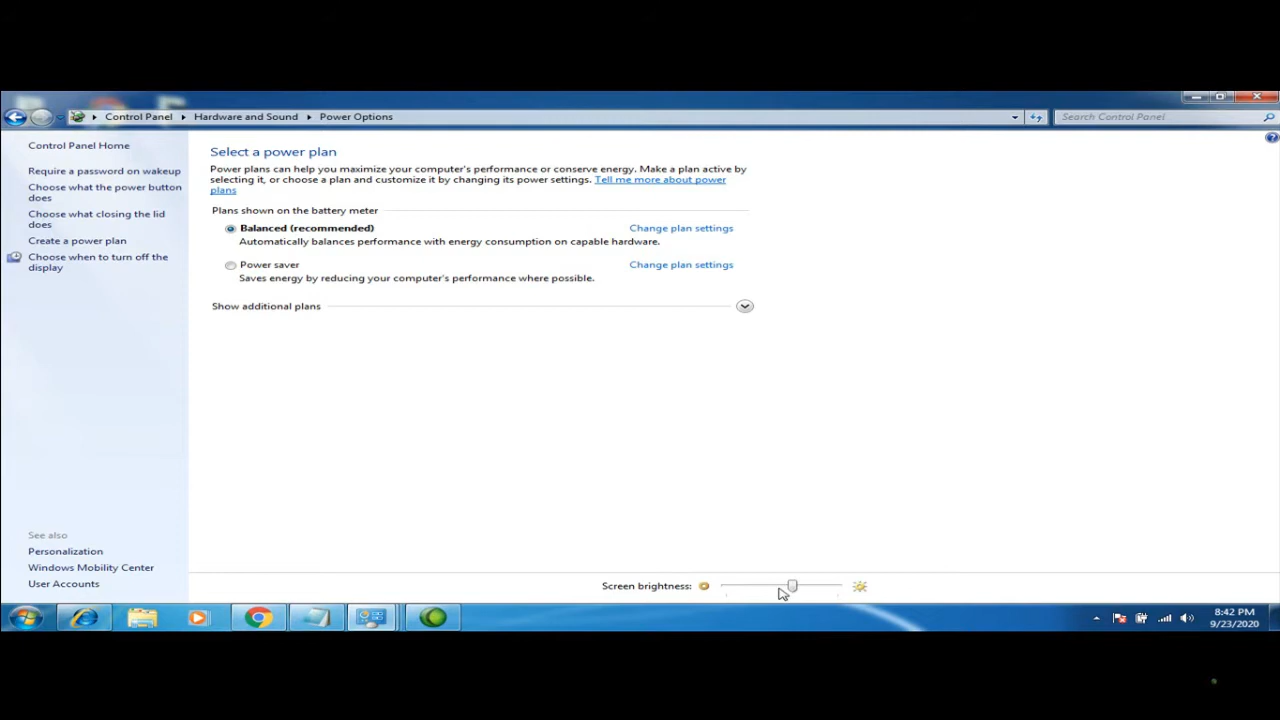 Control Panel Hardware and Sound Power Options
Search Control Panel
Control Panel Home
Require a password on wakeup
Choose what the power button
does
Choose what closing the lid
does
Create a power plan
Choose when to turn off the
display
Select a power plan
Power plans can help you maximize your computer's performance or conserve energy. Make a plan active by
selecting it, or choose a plan and customize it by changing its power settings. Tell me more about power
plans
Plans shown on the battery meter
Balanced (recommended) Change plan settings
Automatically balances performance with energy consumption on capable hardware.
Power saver Change plan settings
Saves energy by reducing your computer's performance where possible.
Show additional plans
See also
Personalization
Windows Mobility Center
User Accounts
Screen brightness:
8:42 PM
9/23/2020